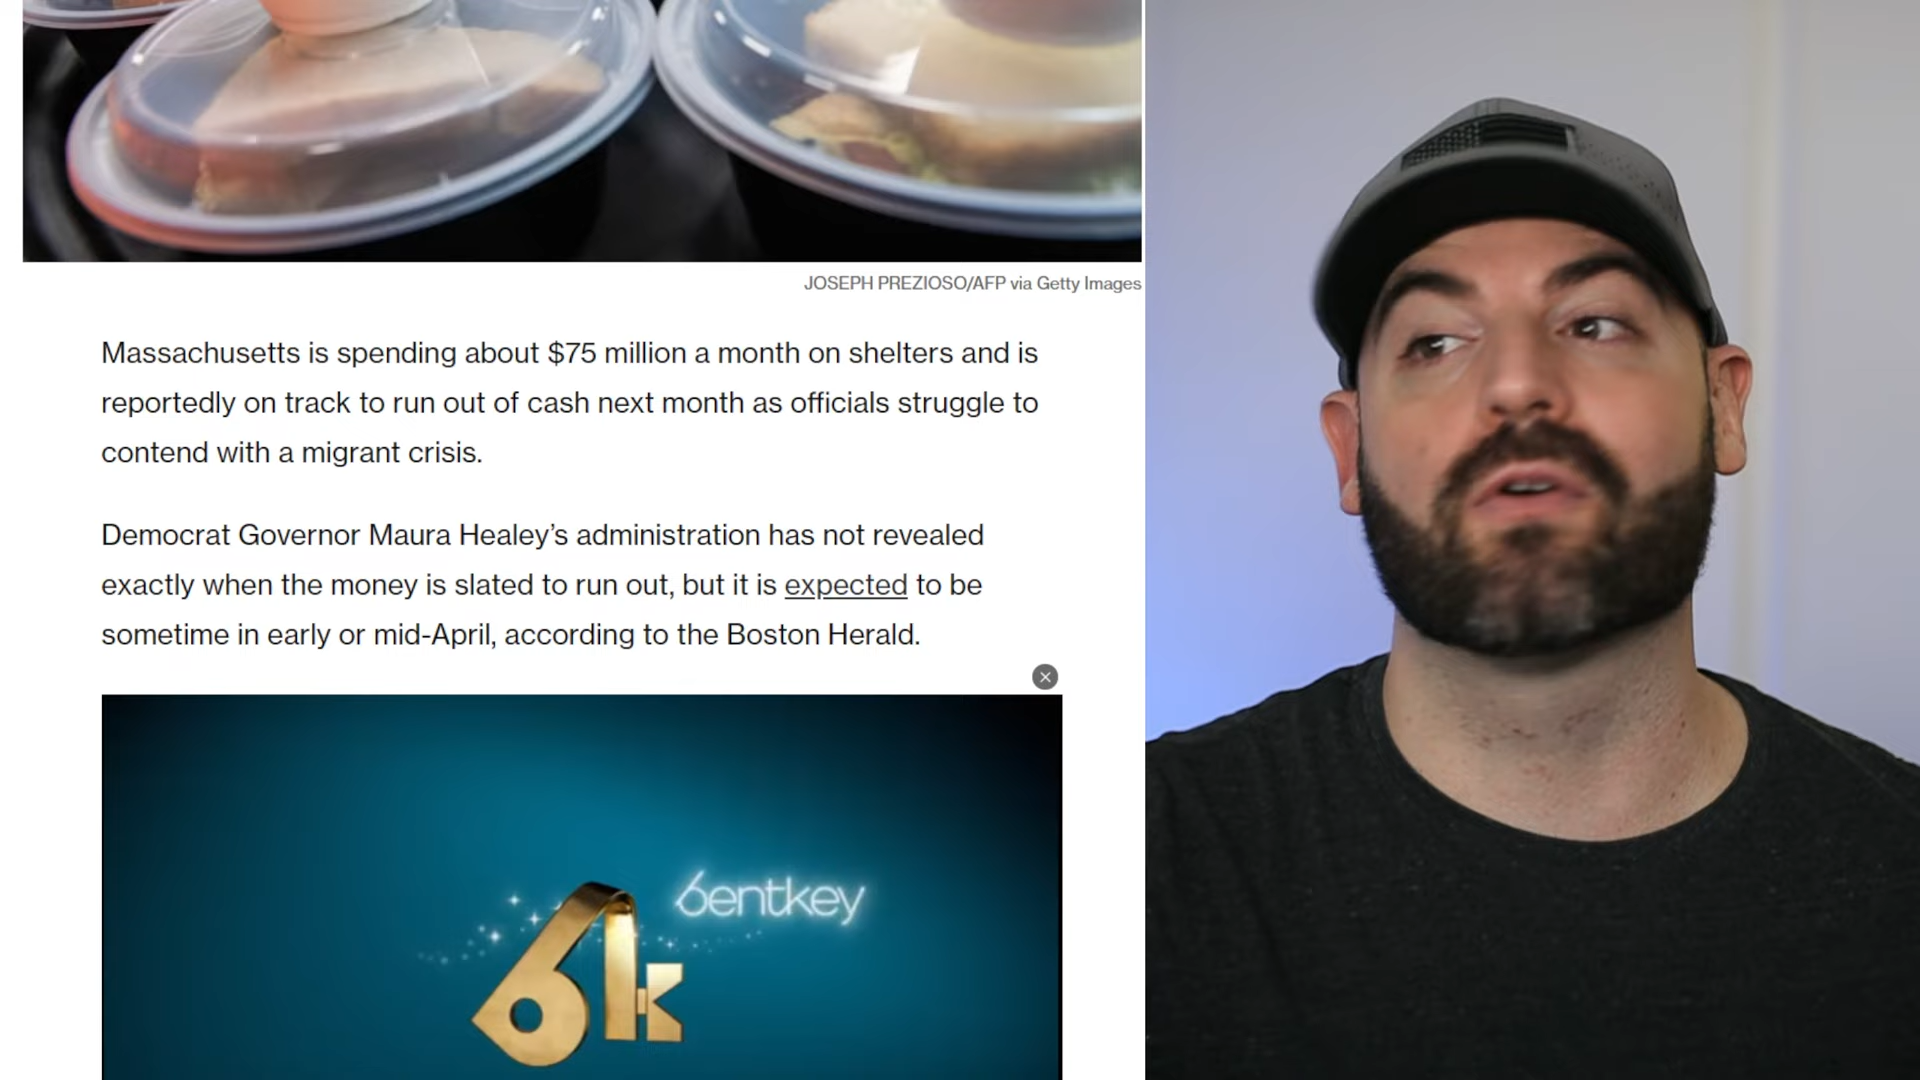 JOSEPH PREZIOSO/AFP via Getty Images
Massachusetts is spending about $75 million a month on shelters and is
reportedly on track to run out of cash next month as officials struggle to
contend with a migrant crisis.
Democrat Governor Maura Healey’s administration has not revealed
exactly when the money is slated to run out, but it is expected to be
sometime in early or mid-April, according to the Boston Herald.
bentkey
bk